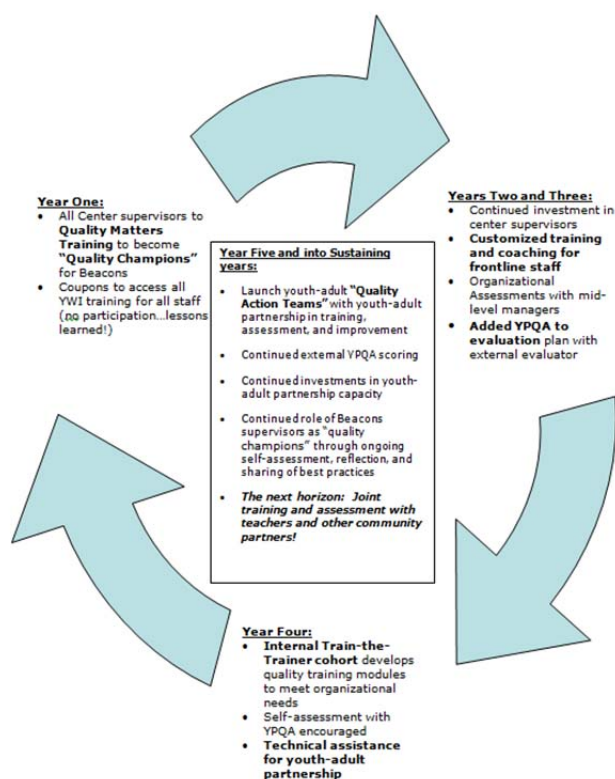 Year One:
• All Center supervisors to
Quality Matters
Training to become
“Quality Champions”
for Beacons
• Coupons to access all
YWI training for all staff
(no participation...lessons
learned!)
Years Two and Three:
• Continued investment in
center supervisors
• Customized training
and coaching for
frontline staff
• Organizational
Assessments with mid-
level managers
• Added YPQA to
evaluation plan with
external evaluator
Year Five and into Sustaining
years:
• Launch youth-adult “Quality
Action Teams” with youth-adult
partnership in training,
assessment, and improvement
• Continued external YPQA scoring
• Continued investments in youth-
adult partnership capacity
• Continued role of Beacons
supervisors as “quality
champions” through ongoing
self-assessment, reflection, and
sharing of best practices
• The next horizon: Joint
training and assessment with
teachers and other community
partners!
Year Four:
• Internal Train-the-
Trainer cohort develops
quality training modules
to meet organizational
needs
• Self-assessment with
YPQA encouraged
• Technical assistance
for youth-adult
partnership